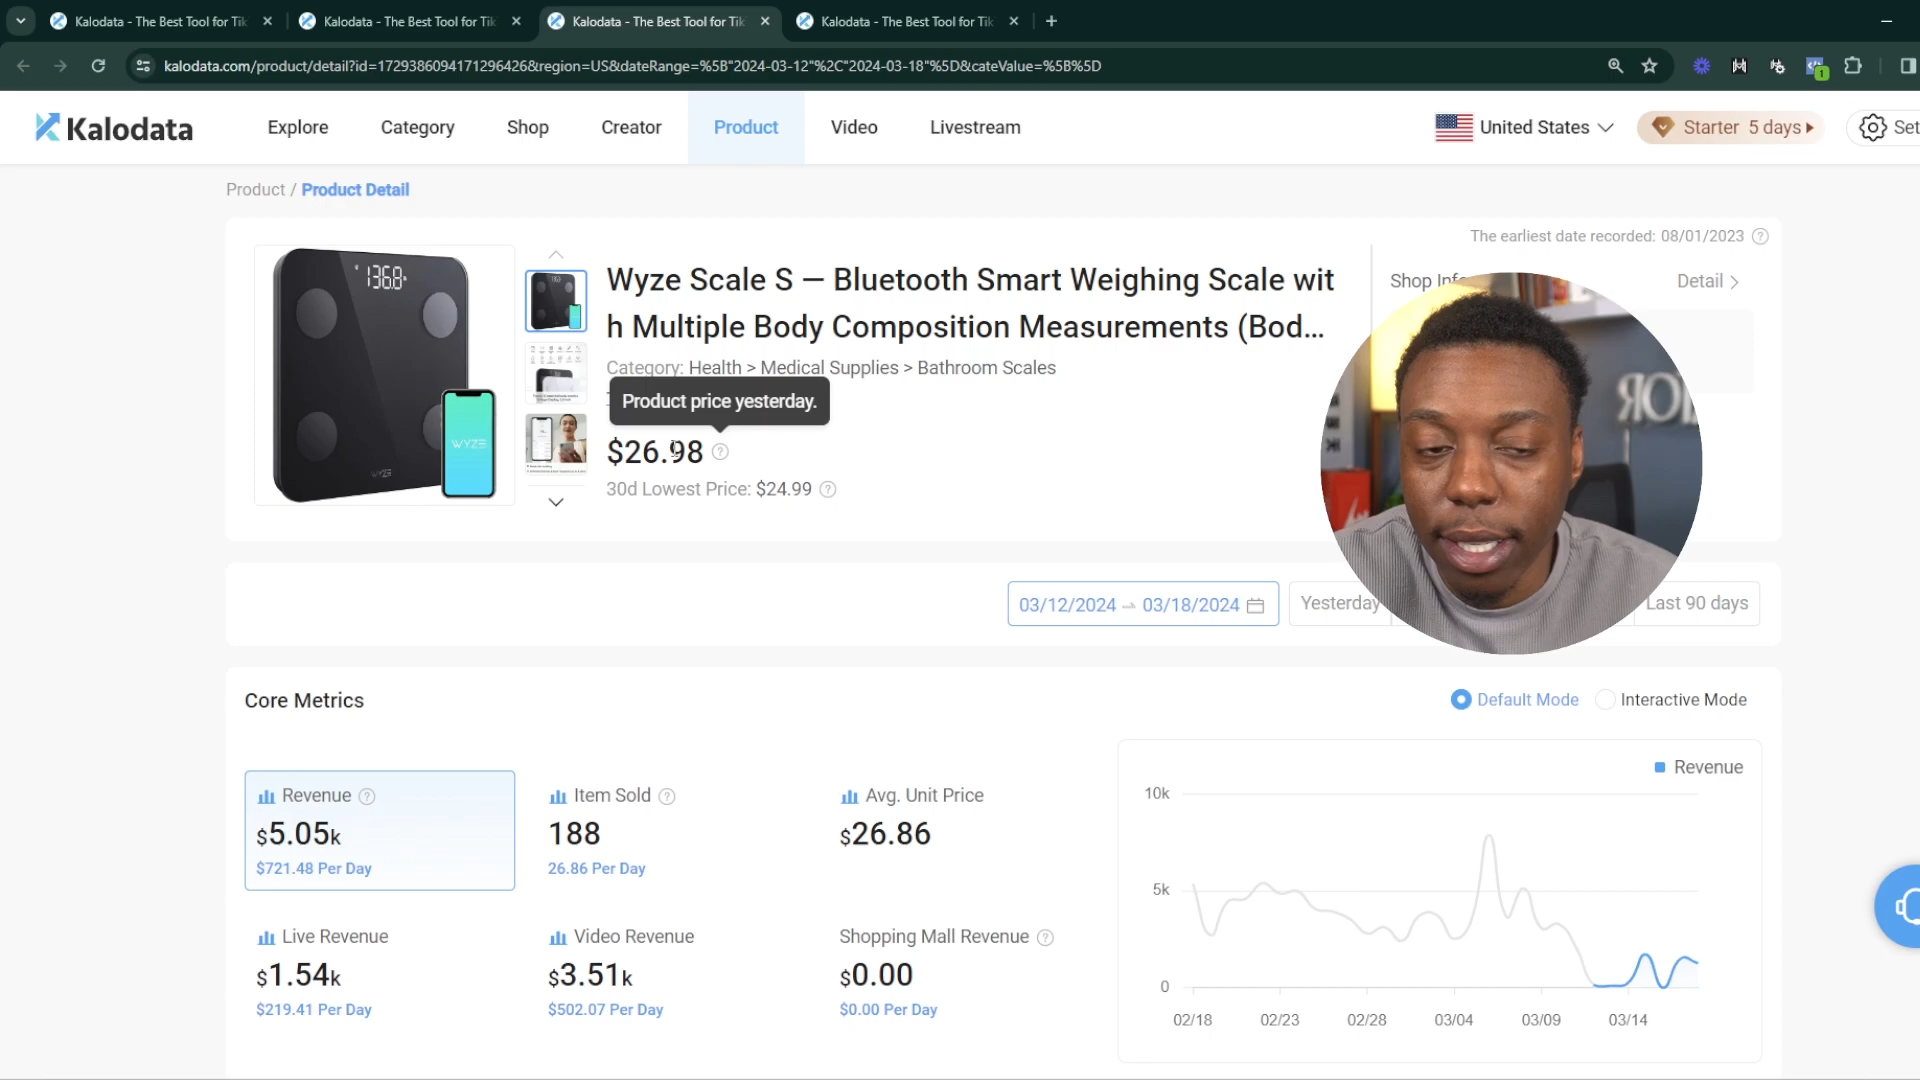 Kalodata - The Best Tool for Tik
Kalodata - The Best Tool for Tik
Kalodata - The Best Tool for Tik
Kalodata - The Best Tool for Tik
kalodata.com/product/detail?id=1729386094171296426&region=US&dateRange=%5B"2024-03-12"%2C"2024-03-18"%5D&cateValue=%5B%5D
1
Kalodata
Explore
Category
Shop
Creator
Product
Video
Livestream
United States
Starter 5 days
Set
Product / Product Detail
The earliest date recorded: 08/01/2023
136.8
WYZE
WYZE
Wyze Scale S — Bluetooth Smart Weighing Scale wit
h Multiple Body Composition Measurements (Bod...
Category: Health > Medical Supplies > Bathroom Scales
Product price yesterday.
$26.98
30d Lowest Price: $24.99
Shop Info
Detail
03/12/2024
03/18/2024
Yesterday
Last 90 days
Core Metrics
Default Mode
Interactive Mode
Revenue
$5.05k
$721.48 Per Day
Item Sold
188
26.86 Per Day
Avg. Unit Price
$26.86
Live Revenue
$1.54k
$219.41 Per Day
Video Revenue
$3.51k
$502.07 Per Day
Shopping Mall Revenue
$0.00
$0.00 Per Day
Revenue
10k
5k
0
02/18
02/23
02/28
03/04
03/09
03/14